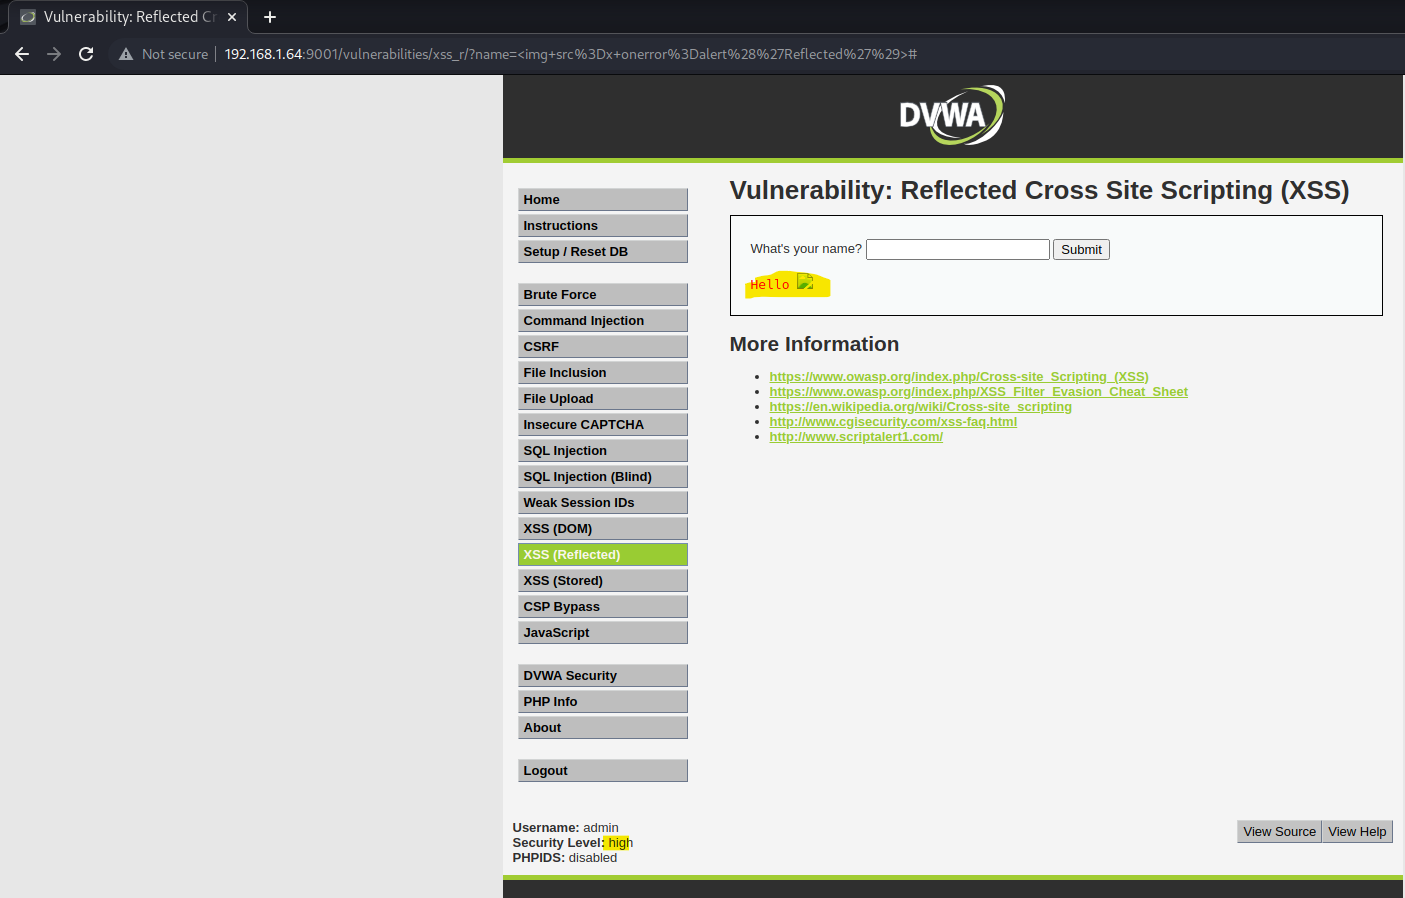 Vulnerability: Reflected Cr
Not secure
192.168.1.64:9001/vulnerabilities/xss_r/?name=<img+src%3Dx+onerror%3Dalert%28%27Reflected%27%29>#
DVWA
Home
Instructions
Setup / Reset DB
Brute Force
Command Injection
CSRF
File Inclusion
File Upload
Insecure CAPTCHA
SQL Injection
SQL Injection (Blind)
Weak Session IDs
XSS (DOM)
XSS (Reflected)
XSS (Stored)
CSP Bypass
JavaScript
DVWA Security
PHP Info
About
Logout
Vulnerability: Reflected Cross Site Scripting (XSS)
What's your name? Submit
Hello
More Information
https://www.owasp.org/index.php/Cross-site_Scripting_(XSS)
https://www.owasp.org/index.php/XSS_Filter_Evasion_Cheat_Sheet
https://en.wikipedia.org/wiki/Cross-site_scripting
http://www.cgisecurity.com/xss-faq.html
http://www.scriptalert1.com/
Username: admin
Security Level: high
PHPIDS: disabled
View Source View Help